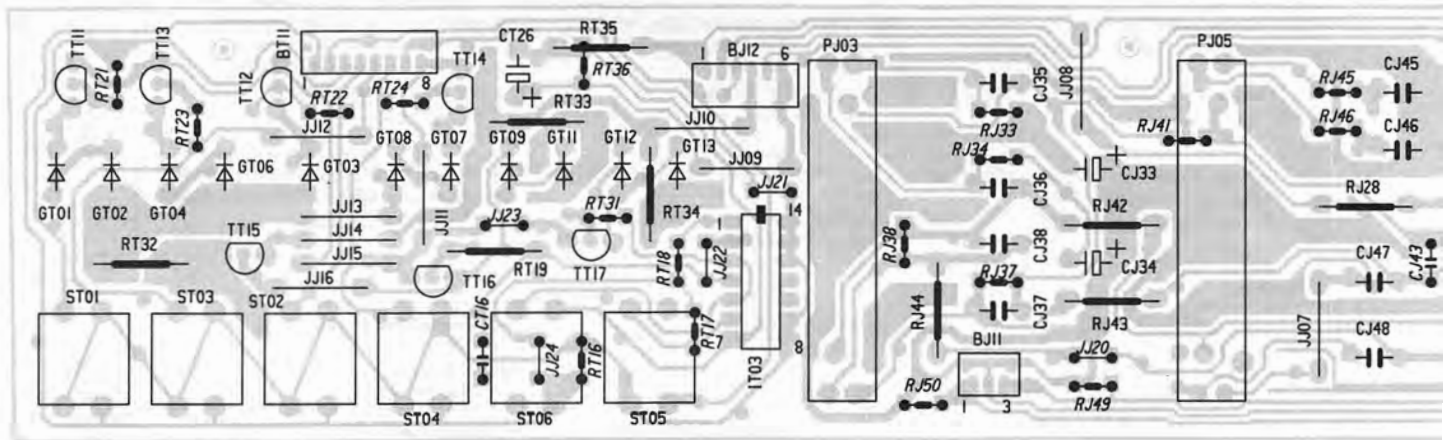 TT11
RT21
TT13
RT23
TT12
BT11
1
8
RT22
RT24
TT14
CT26
+
RT35
RT36
RT33
1
BJ12
6
PJ03
CJ35
RJ33
RJ34
CJ36
JJ08
PJ05
RJ41
+
CJ33
RJ45
CJ45
RJ46
CJ46
JJ12
JJ10
GT08
GT07
GT09
GT11
GT12
GT13
JJ09
JJ21
GT06
GT03
GT01
GT02
GT04
JJ13
JJ11
JJ23
RT31
RT34
1
14
RJ38
RJ42
RJ28
RT32
TT15
JJ14
JJ15
JJ16
TT16
RT19
TT17
RT18
JJ22
CJ38
RJ37
CJ37
+
CJ34
RJ43
CJ47
CJ43
ST01
ST03
ST02
CT16
JJ24
RT16
RT17
7
8
IT03
RJ44
BJ11
1
3
RJ50
JJ20
RJ49
JJ07
CJ48
ST04
ST06
ST05